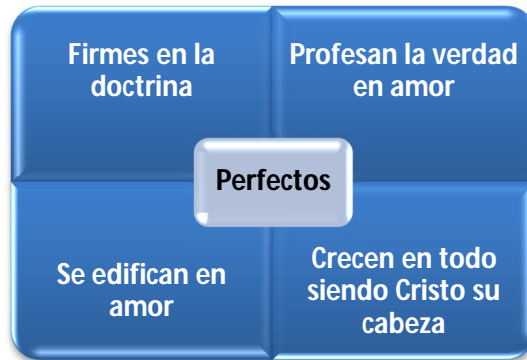 Firmes en la
doctrina
Profesan la verdad
en amor
Perfectos
Se edifican en
amor
Crecen en todo
siendo Cristo su
cabeza